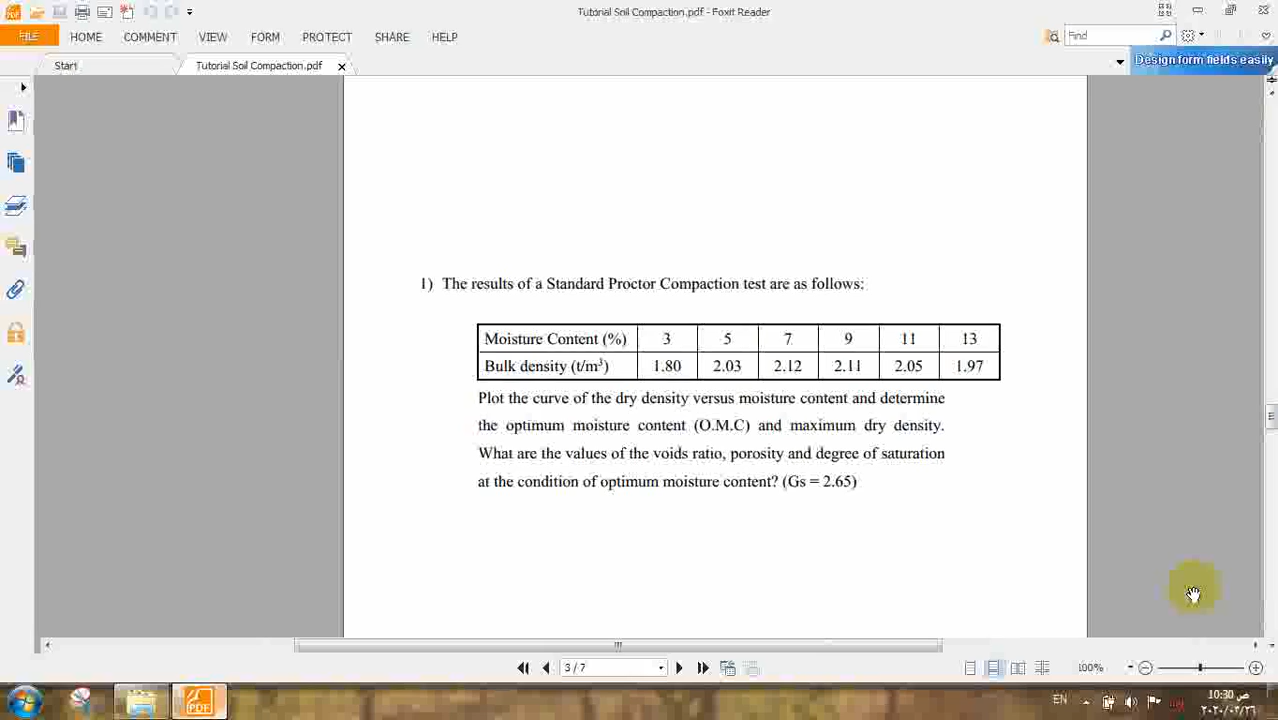 Tutorial Soil Compaction.pdf - Foxit Reader
FILE HOME COMMENT VIEW FORM PROTECT SHARE HELP Find
Start Tutorial Soil Compaction.pdf Design form fields easily
1) The results of a Standard Proctor Compaction test are as follows:
Moisture Content (%) 3 5 7 9 11 13
Bulk density (t/m³) 1.80 2.03 2.12 2.11 2.05 1.97
Plot the curve of the dry density versus moisture content and determine
the optimum moisture content (O.M.C) and maximum dry density.
What are the values of the voids ratio, porosity and degree of saturation
at the condition of optimum moisture content? (Gs = 2.65)
3 / 7 100%
PDF EN 10:30 ص
٢٠٢٠/٠٣/٢٦